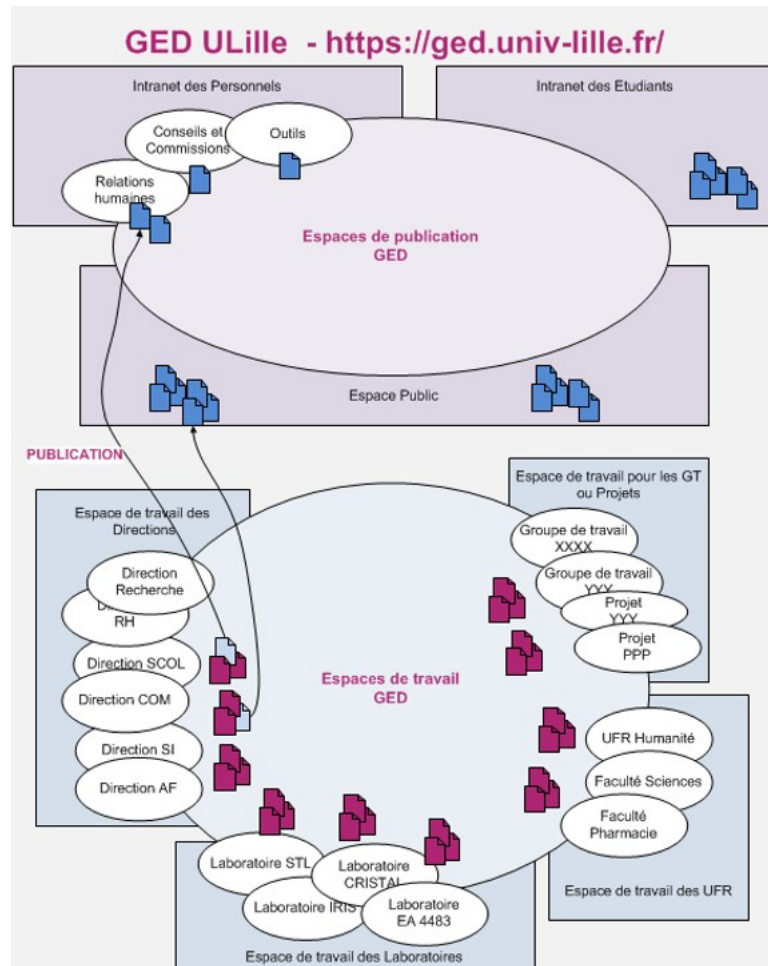 GED ULille - https://ged.univ-lille.fr/
Intranet des Personnels
Intranet des Etudiants
Conseils et
Commissions
Outils
Relations
humaines
Espaces de publication
GED
Espace Public
PUBLICATION
Espace de travail pour les GT
ou Projets
Espace de travail des
Directions
Groupe de travail
XXXX
Direction
Recherche
Groupe de travail
YYY
RH
Projet
YYY
Projet
PPP
Direction SCOL
Espaces de travail
GED
Direction COM
UFR Humanité
Direction SI
Faculté Sciences
Direction AF
Faculté
Pharmacie
Laboratoire STL
Laboratoire
CRISTAL
Laboratoire IRIS
Laboratoire
EA 4483
Espace de travail des UFR
Espace de travail des Laboratoires